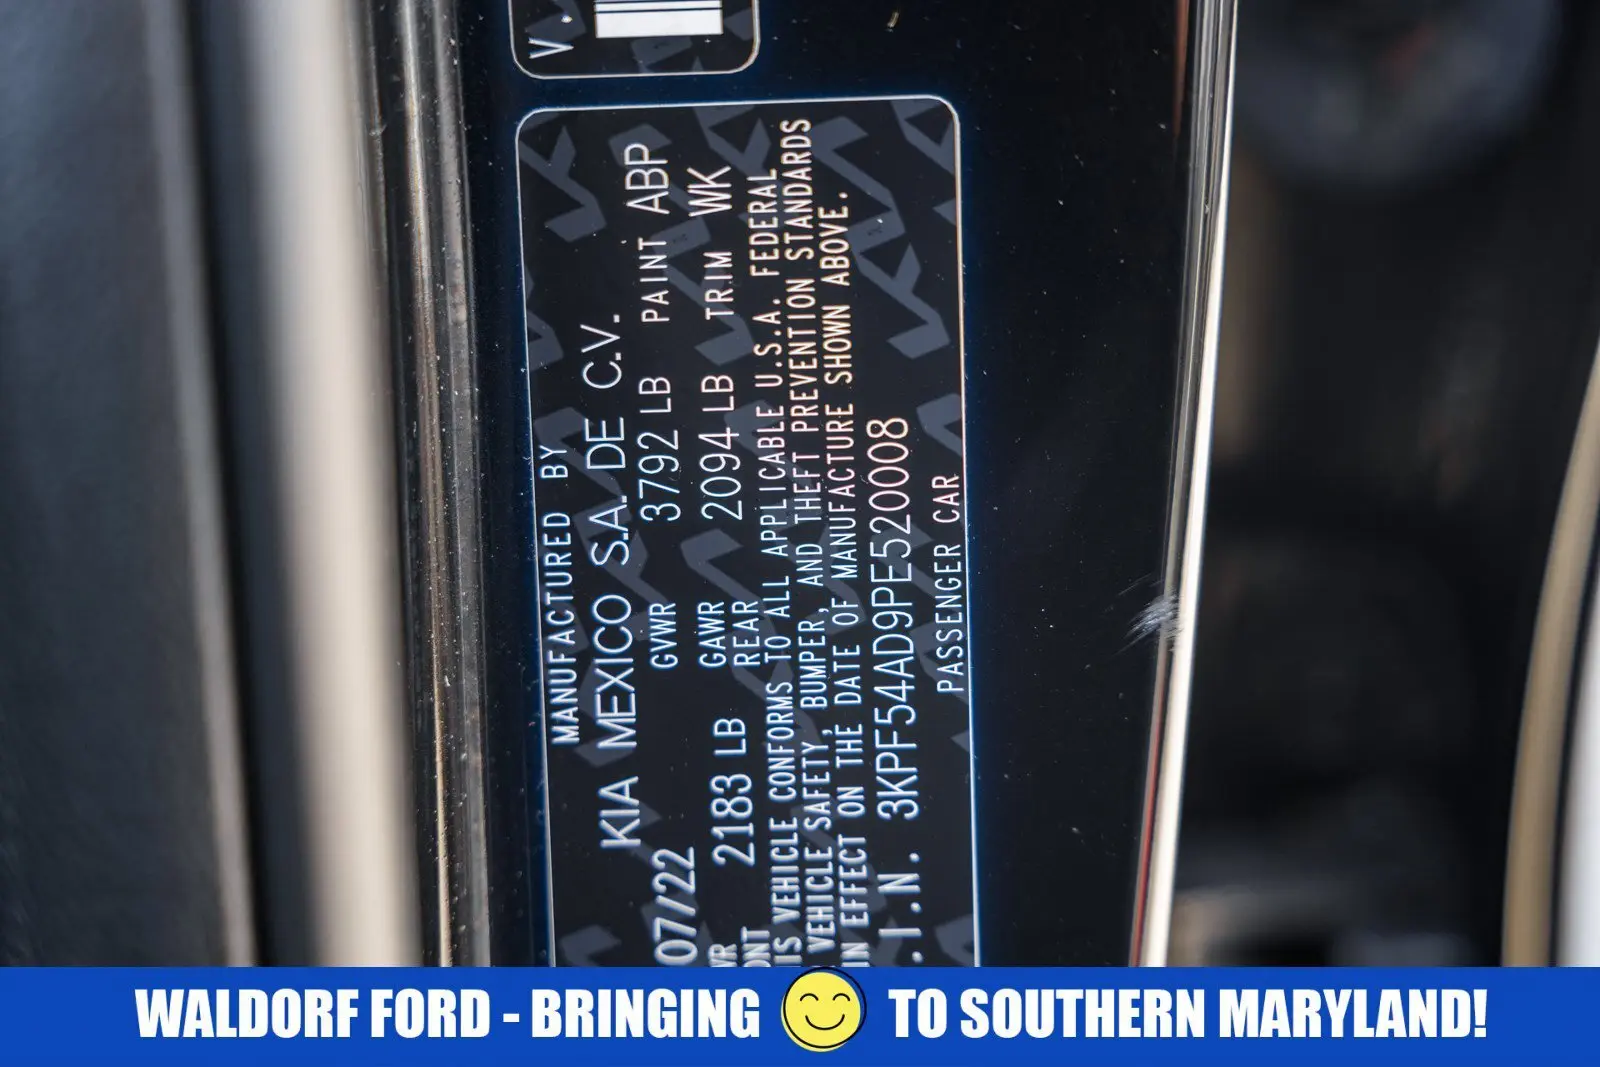 V.
MANUFACTURED BY
KIA MEXICO S.A. DE C.V.
07/22 GVWR 3792 LB PAINT ABP
2183 LB GAWR REAR 2094 LB TRIM WK
VEHICLE CONFORMS TO ALL APPLICABLE U.S.A. FEDERAL
VEHICLE SAFETY, BUMPER, AND THEFT PREVENTION STANDARDS
IN EFFECT ON THE DATE OF MANUFACTURE SHOWN ABOVE.
.I.N. 3KPF54AD9PE520008
PASSENGER CAR
WALDORF FORD - BRINGING TO SOUTHERN MARYLAND!